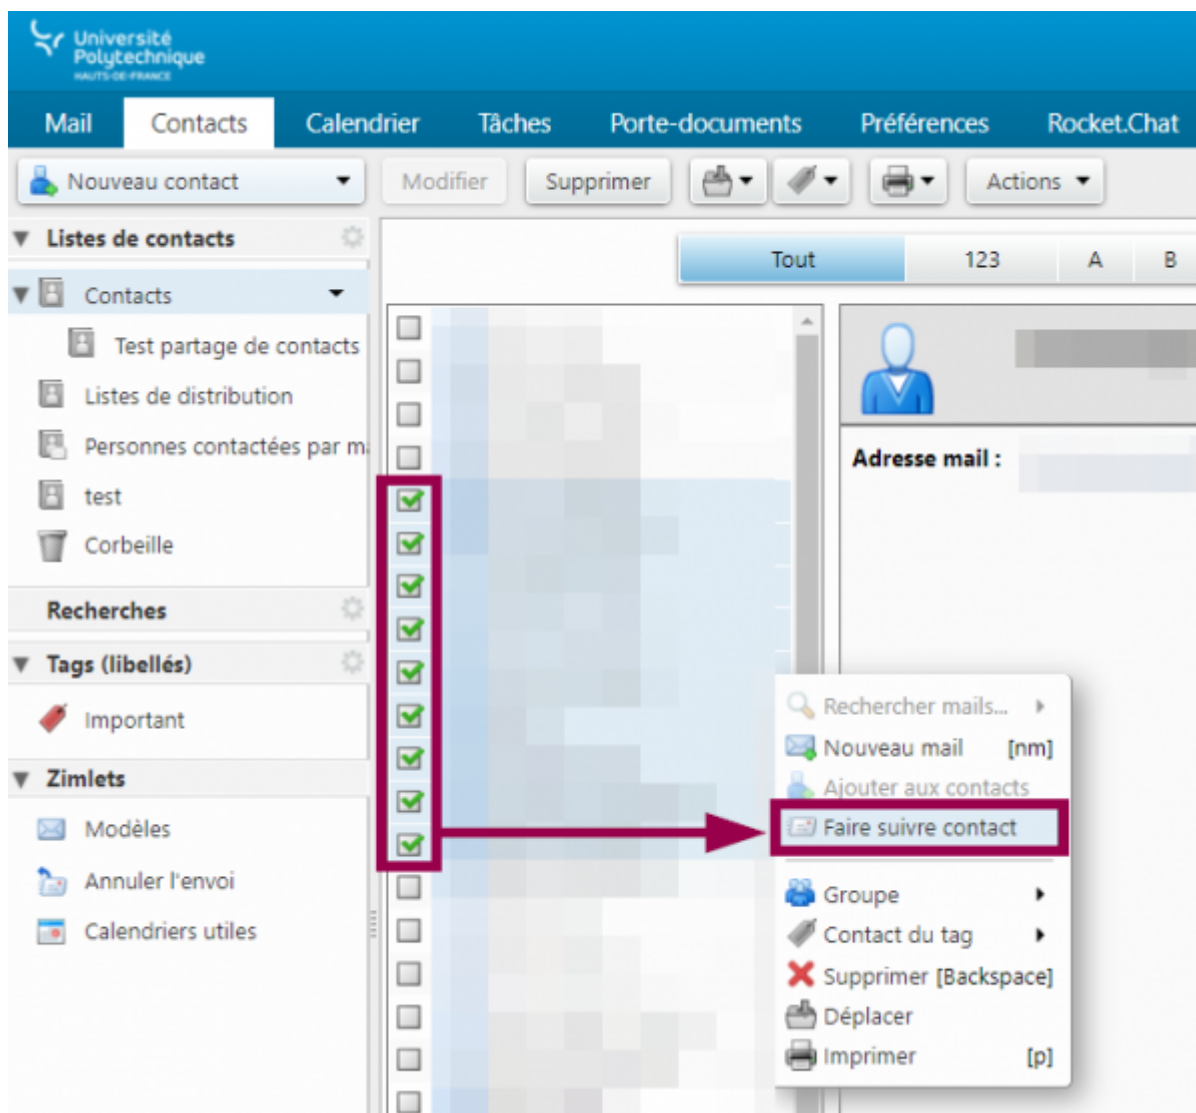 Université
Polytechnique
HAUTS-DE-FRANCE
Mail Contacts Calendrier Tâches Porte-documents Préférences Rocket.Chat
Nouveau contact Modifier Supprimer Actions
Listes de contacts
Tout 123 A B
Contacts
Test partage de contacts
Listes de distribution
Personnes contactées par ma
Adresse mail :
test
Corbeille
Recherches
Tags (libellés)
Important
Zimlets
Modèles
Annuler l'envoi
Calendriers utiles
Rechercher mails...
Nouveau mail [nm]
Ajouter aux contacts
Faire suivre contact
Groupe
Contact du tag
Supprimer [Backspace]
Déplacer
Imprimer [p]